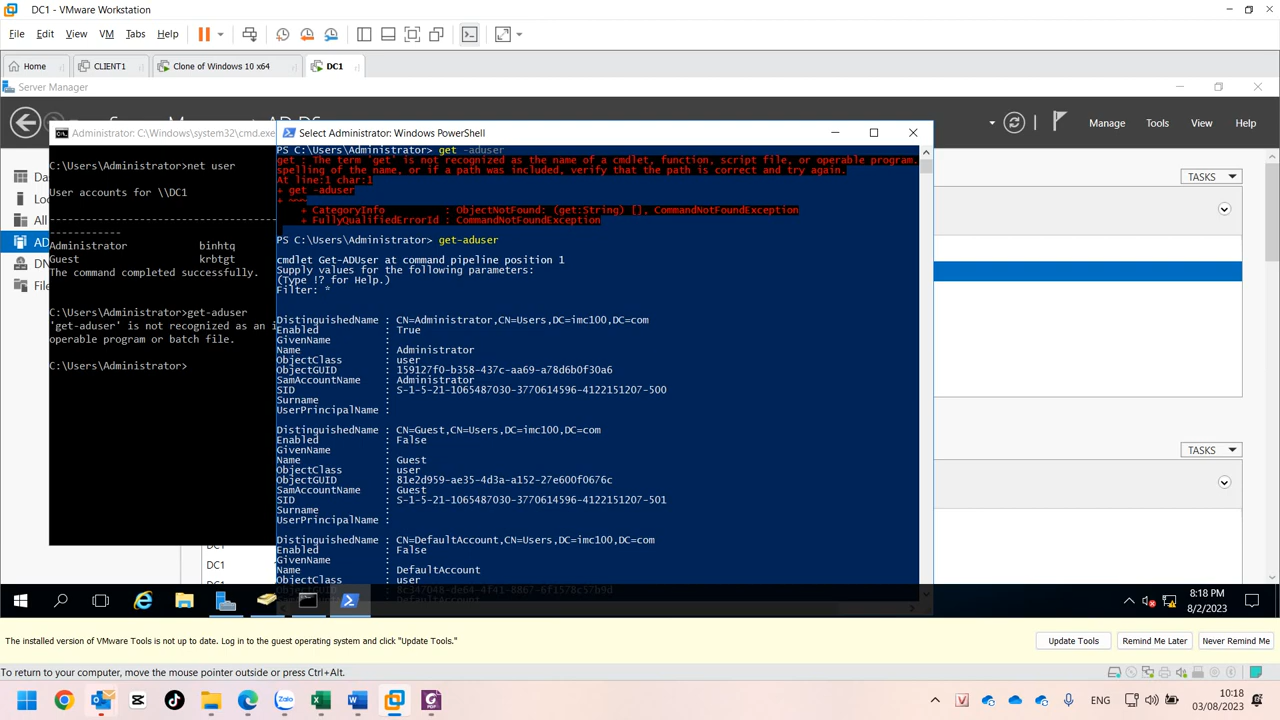 DC1 - VMware Workstation
File Edit View VM Tabs Help
Home CLIENT1 Clone of Windows 10 x64 DC1
Server Manager
Manage Tools View Help
Administrator: C:\Windows\system32\cmd.exe
C:\Users\Administrator>net user
User accounts for \\DC1
-------------------------------------
------------
Administrator binhtq
Guest krbtgt
The command completed successfully.
C:\Users\Administrator>get-aduser
'get-aduser' is not recognized as an i
operable program or batch file.
C:\Users\Administrator>
Select Administrator: Windows PowerShell
PS C:\Users\Administrator> get -aduser
get : The term 'get' is not recognized as the name of a cmdlet, function, script file, or operable program.
spelling of the name, or if a path was included, verify that the path is correct and try again.
At line:1 char:1
+ get -aduser
+ ~~~
+ CategoryInfo : ObjectNotFound: (get:String) [], CommandNotFoundException
+ FullyQualifiedErrorId : CommandNotFoundException
PS C:\Users\Administrator> get-aduser
cmdlet Get-ADUser at command pipeline position 1
Supply values for the following parameters:
(Type !? for Help.)
Filter: *
DistinguishedName : CN=Administrator,CN=Users,DC=imc100,DC=com
Enabled : True
GivenName :
Name : Administrator
ObjectClass : user
ObjectGUID : 159127f0-b358-437c-aa69-a78d6b0f30a6
SamAccountName : Administrator
SID : S-1-5-21-1065487030-3770614596-4122151207-500
Surname :
UserPrincipalName :
DistinguishedName : CN=Guest,CN=Users,DC=imc100,DC=com
Enabled : False
GivenName :
Name : Guest
ObjectClass : user
ObjectGUID : 81e2d959-ae35-4d3a-a152-27e600f0676c
SamAccountName : Guest
SID : S-1-5-21-1065487030-3770614596-4122151207-501
Surname :
UserPrincipalName :
DistinguishedName : CN=DefaultAccount,CN=Users,DC=imc100,DC=com
Enabled : False
GivenName :
Name : DefaultAccount
ObjectClass : user
ObjectGUID : 8c347048-de64-4f41-8867-6f1578c57b9d
SamAccountName : DefaultAccount
Da
Lo
All
AD
DN
File
TASKS
TASKS
DC1
DC1
8:18 PM
8/2/2023
The installed version of VMware Tools is not up to date. Log in to the guest operating system and click "Update Tools."
Update Tools Remind Me Later Never Remind Me
To return to your computer, move the mouse pointer outside or press Ctrl+Alt.
Zalo
ENG
10:18
03/08/2023